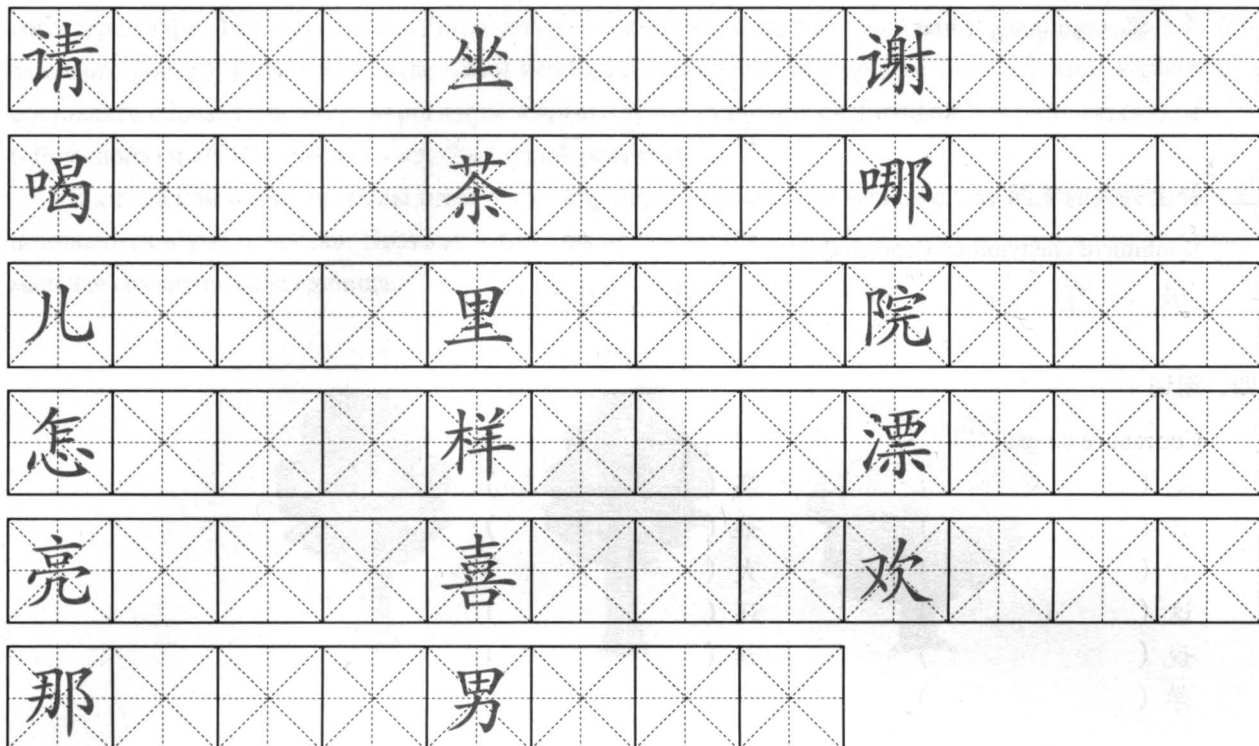 请 坐 谢
喝 茶 哪
儿 里 院
怎 样 漂
亮 喜 欢
那 男